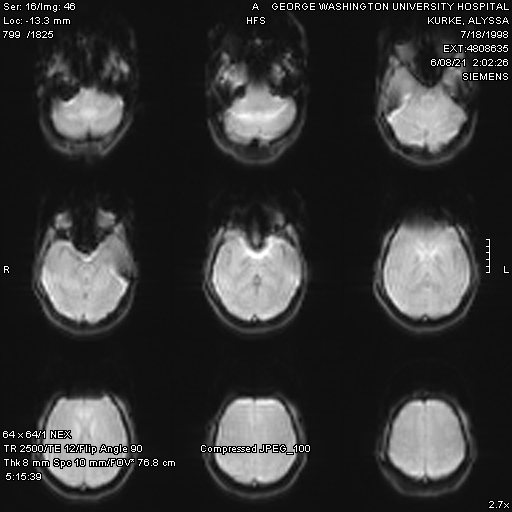 Ser: 16/Img: 46
Loc: -13.3 mm
799 /1825
A GEORGE WASHINGTON UNIVERSITY HOSPITAL
HFS KURKE, ALYSSA
7/18/1998
EXT:4808635
6/08/21 2:02:26
SIEMENS
R
L
64 x 64/1 NEX
TR 2500/TE 12/Flip Angle 90
Thk 8 mm Spc 10 mm/FOV" 76.8 cm
5:15:39
Compressed JPEG_100
2.7x